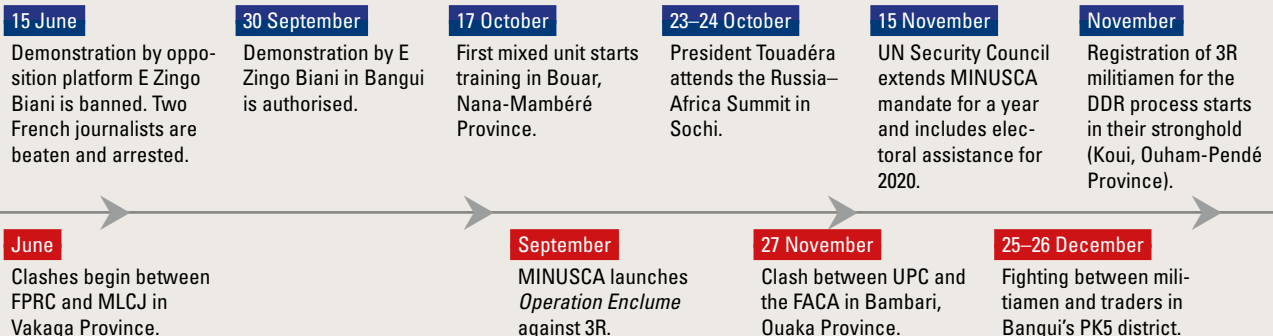 15 June
Demonstration by oppo-
sition platform E Zingo
Biani is banned. Two
French journalists are
beaten and arrested.
30 September
Demonstration by E
Zingo Biani in Bangui
is authorised.
17 October
First mixed unit starts
training in Bouar,
Nana-Mambéré
Province.
23–24 October
President Touadéra
attends the Russia–
Africa Summit in
Sochi.
15 November
UN Security Council
extends MINUSCA
mandate for a year
and includes elec-
toral assistance for
2020.
November
Registration of 3R
militiamen for the
DDR process starts
in their stronghold
(Koui, Ouham-Pendé
Province).
June
Clashes begin between
FPRC and MLCJ in
Vakaga Province.
September
MINUSCA launches
Operation Enclume
against 3R.
27 November
Clash between UPC and
the FACA in Bambari,
Ouaka Province.
25–26 December
Fighting between mili-
tiamen and traders in
Bangui's PK5 district.